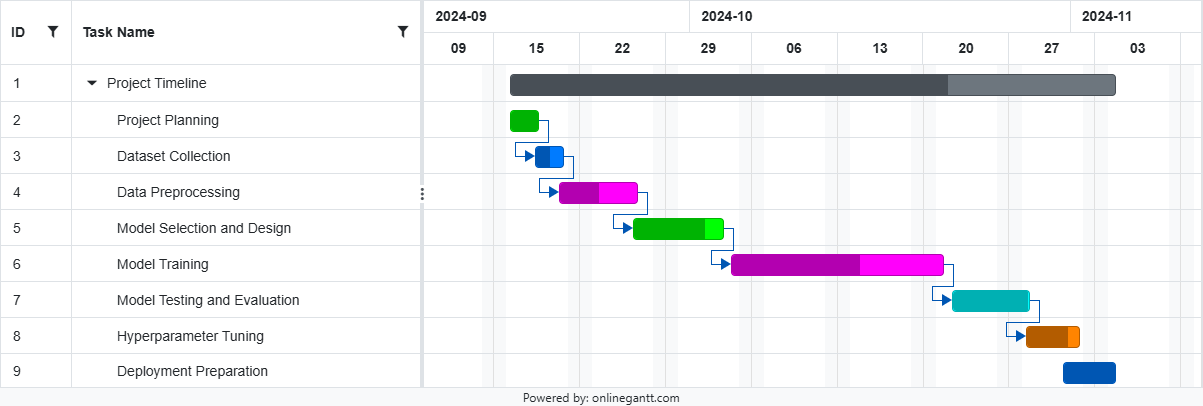 ID Task Name 2024-09 2024-10 2024-11
09 15 22 29 06 13 20 27 03
1 Project Timeline
2 Project Planning
3 Dataset Collection
4 Data Preprocessing
5 Model Selection and Design
6 Model Training
7 Model Testing and Evaluation
8 Hyperparameter Tuning
9 Deployment Preparation
Powered by: onlinegantt.com